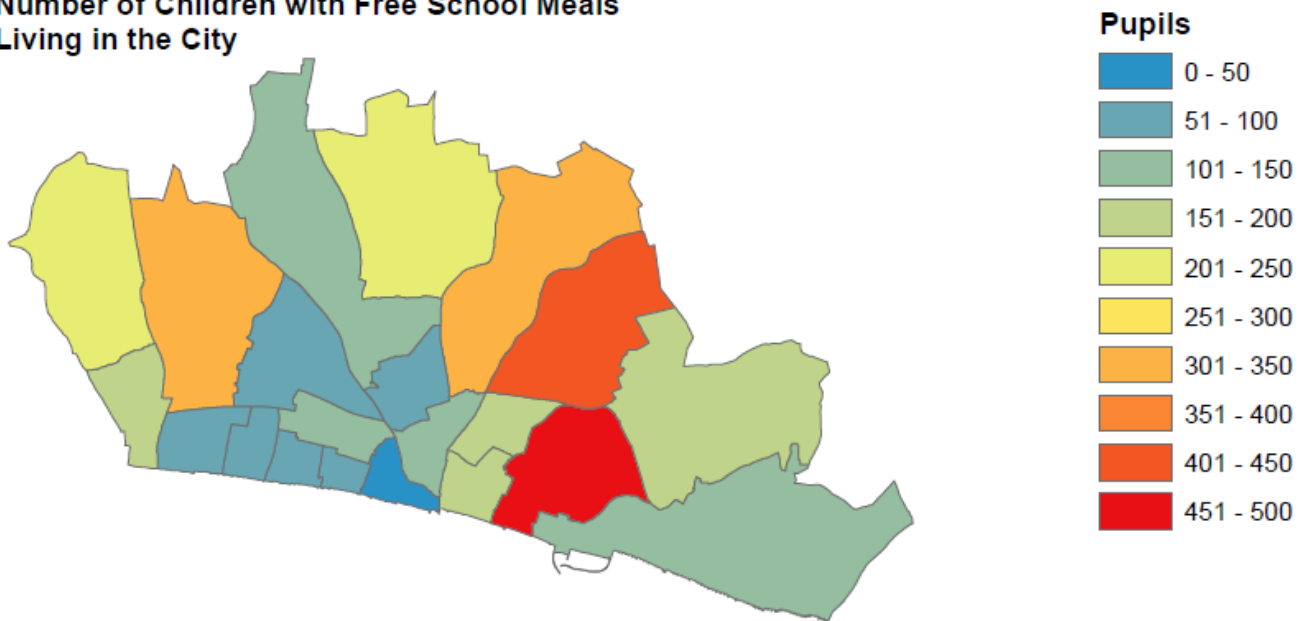 Number of Children with Free School Meals
Living in the City
Pupils
0 - 50
51 - 100
101 - 150
151 - 200
201 - 250
251 - 300
301 - 350
351 - 400
401 - 450
451 - 500